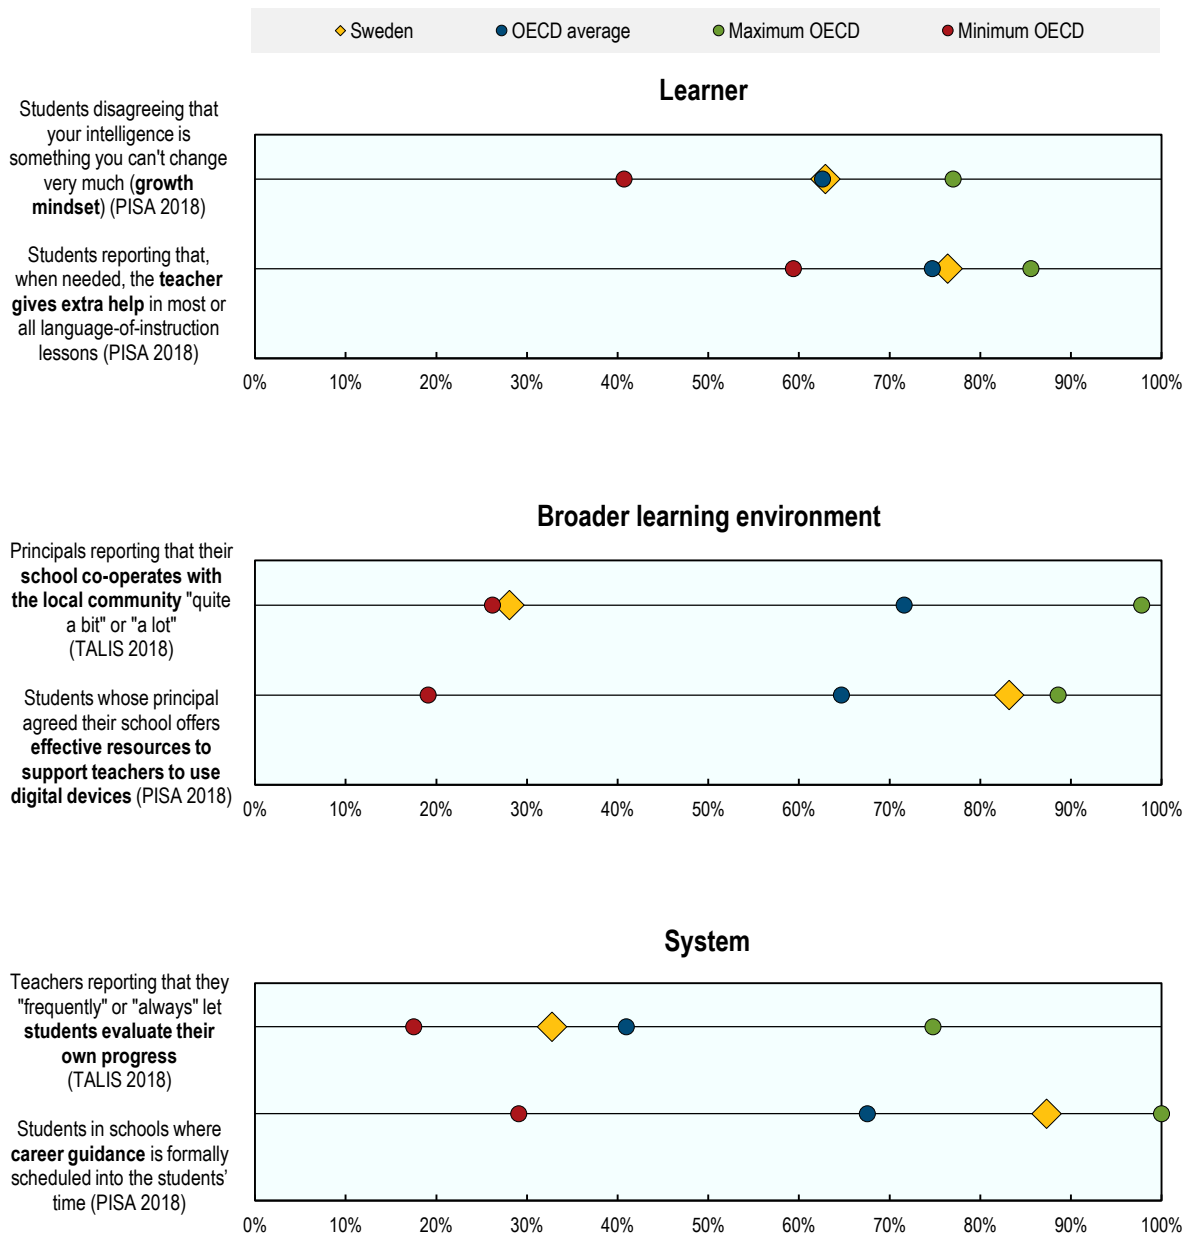 Sweden OECD average Maximum OECD Minimum OECD
Learner
Students disagreeing that
your intelligence is
something you can't change
very much (growth
mindset) (PISA 2018)
Students reporting that,
when needed, the teacher
gives extra help in most or
all language-of-instruction
lessons (PISA 2018)
0% 10% 20% 30% 40% 50% 60% 70% 80% 90% 100%
Broader learning environment
Principals reporting that their
school co-operates with
the local community "quite
a bit" or "a lot"
(TALIS 2018)
Students whose principal
agreed their school offers
effective resources to
support teachers to use
digital devices (PISA 2018)
0% 10% 20% 30% 40% 50% 60% 70% 80% 90% 100%
System
Teachers reporting that they
"frequently" or "always" let
students evaluate their
own progress
(TALIS 2018)
Students in schools where
career guidance is formally
scheduled into the students’
time (PISA 2018)
0% 10% 20% 30% 40% 50% 60% 70% 80% 90% 100%